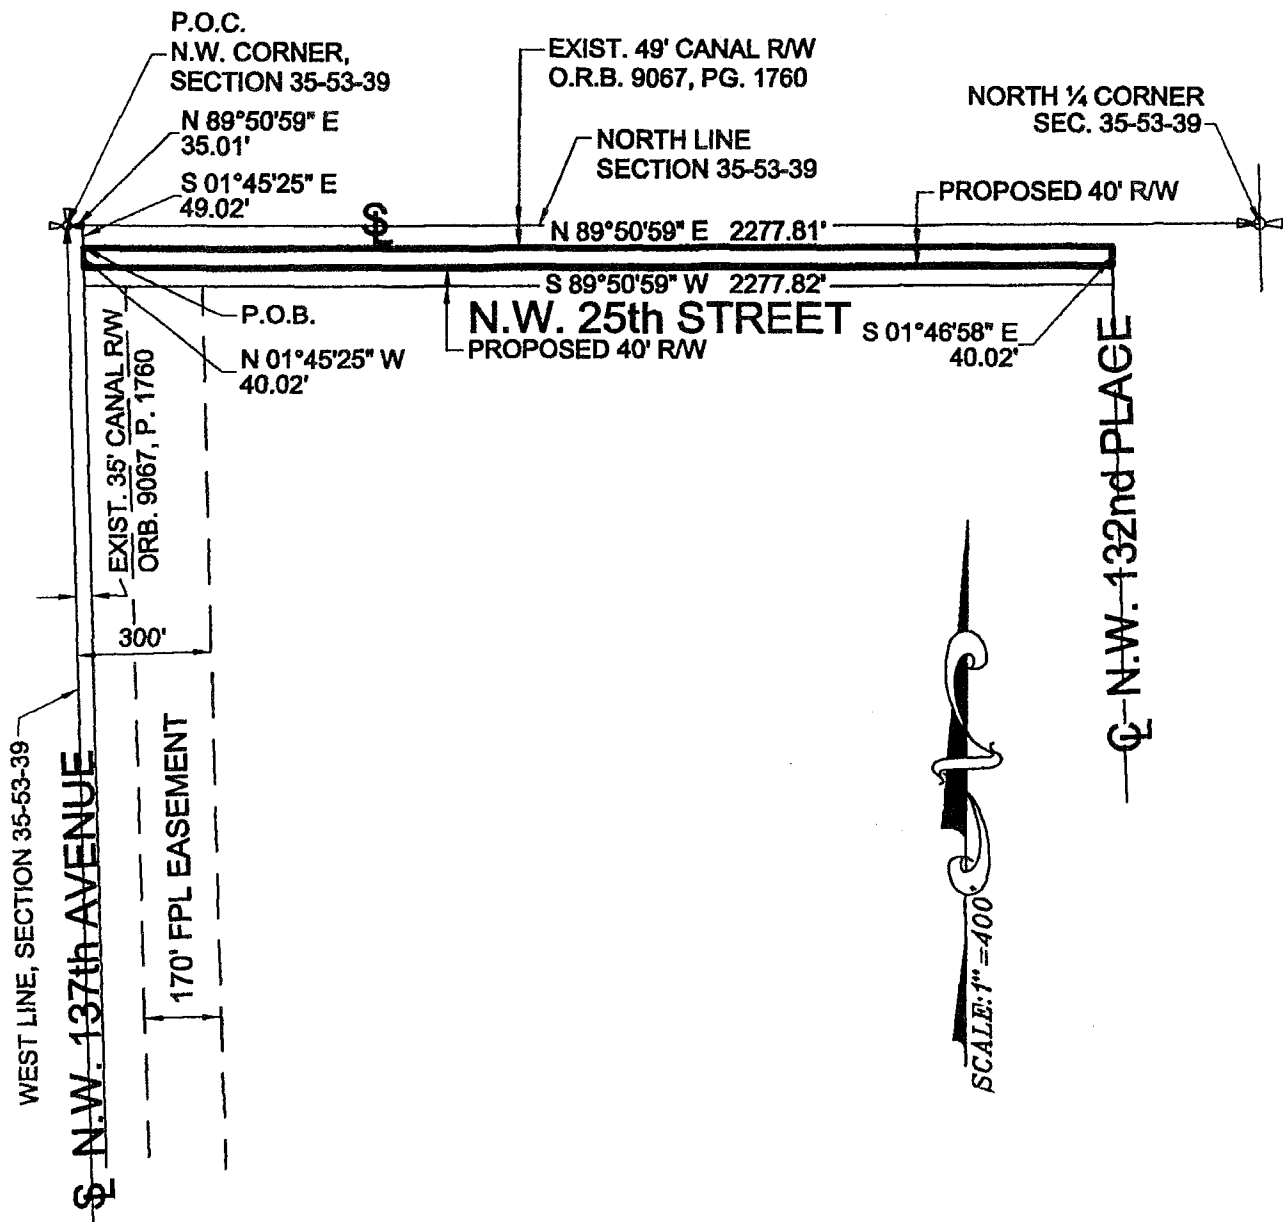 P.O.C.
N.W. CORNER,
SECTION 35-53-39
N 89°50'59" E
35.01'
S 01°45'25" E
49.02'
EXIST. 49' CANAL R/W
O.R.B. 9067, PG. 1760
NORTH LINE
SECTION 35-53-39
NORTH ¼ CORNER
SEC. 35-53-39
PROPOSED 40' R/W
N 89°50'59" E 2277.81'
S 89°50'59" W 2277.82'
N.W. 25th STREET
PROPOSED 40' R/W
P.O.B.
N 01°45'25" W
40.02'
S 01°46'58" E
40.02'
EXIST. 35' CANAL R/W
ORB. 9067, P. 1760
300'
N.W. 132nd PLACE
WEST LINE, SECTION 35-53-39
N.W. 137th AVENUE
170' FPL EASEMENT
SCALE: 1"=400'